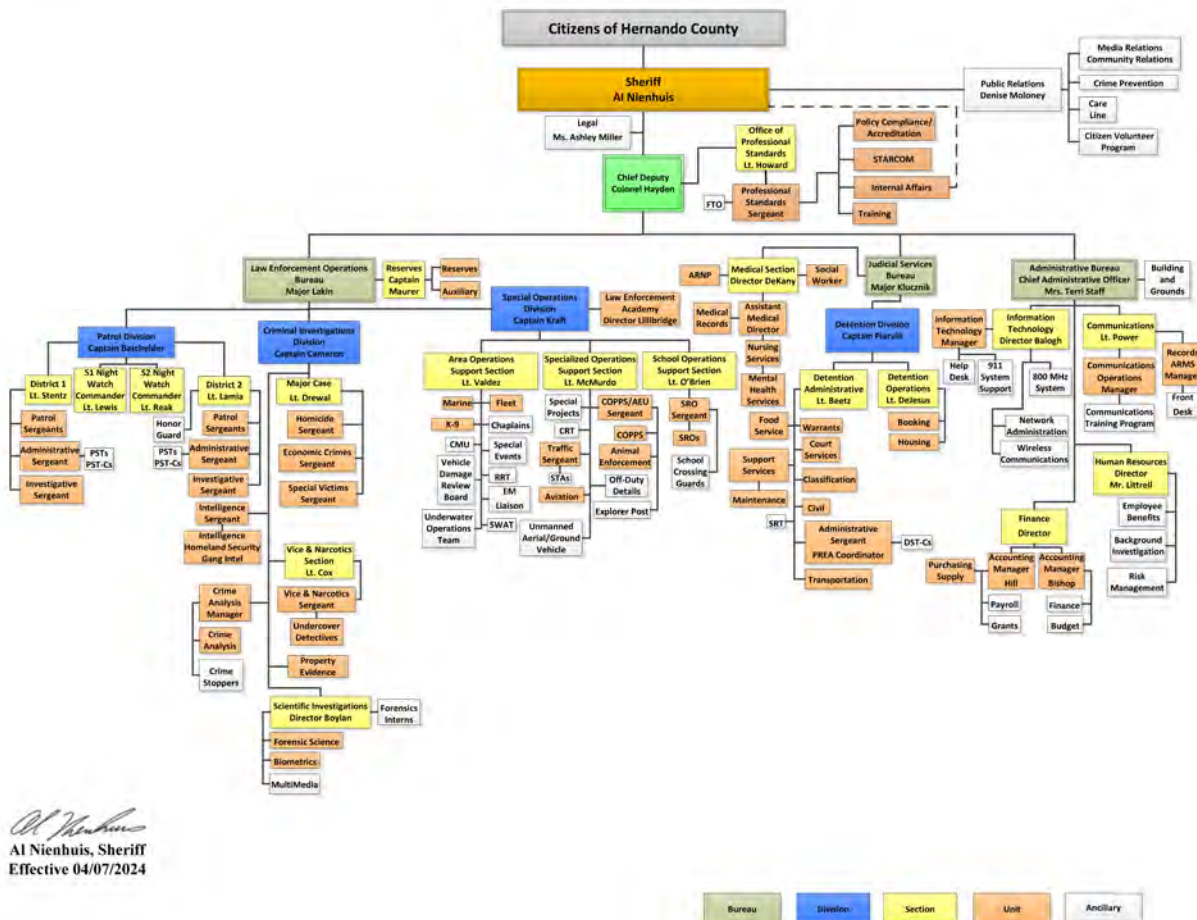 Citizens of Hernando County
Sheriff
Al Nienhuis
Public Relations
Denise Moloney
Media Relations
Community Relations
Crime Prevention
Care
Line
Citizen Volunteer
Program
Legal
Ms. Ashley Miller
Office of
Professional
Standards
Lt. Howard
Policy Compliance/
Accreditation
STARCOM
Internal Affairs
Training
Chief Deputy
Colonel Hayden
FTO
Professional
Standards
Sergeant
Law Enforcement Operations
Bureau
Major Lakin
Reserves
Captain
Maurer
Reserves
Auxiliary
ARNP
Medical Section
Director DeKany
Social
Worker
Judicial Services
Bureau
Major Klucznik
Administrative Bureau
Chief Administrative Officer
Mrs. Terri Staff
Building
and
Grounds
Patrol Division
Captain Batchelder
Criminal Investigations
Division
Captain Cameron
Special Operations
Division
Captain Kraft
Law Enforcement
Academy
Director Lillibridge
Medical
Records
Assistant
Medical
Director
Nursing
Services
Mental
Health
Services
Detention Division
Captain Piarulli
Information
Technology
Manager
Information
Technology
Director Balogh
Communications
Lt. Power
Records
ARMS
Manager
Help
Desk
911
System
Support
800 MHz
System
Communications
Operations
Manager
Front
Desk
Network
Administration
Wireless
Communications
Communications
Training Program
District 1
Lt. Stentz
S1 Night
Watch
Commander
Lt. Lewis
S2 Night
Watch
Commander
Lt. Reak
District 2
Lt. Lamia
Patrol
Sergeants
Administrative
Sergeant
Investigative
Sergeant
PSTs
PST-Cs
Honor
Guard
PSTs
PST-Cs
Patrol
Sergeants
Administrative
Sergeant
Investigative
Sergeant
Intelligence
Sergeant
Intelligence
Homeland Security
Gang Intel
Major Case
Lt. Drewal
Homicide
Sergeant
Economic Crimes
Sergeant
Special Victims
Sergeant
Vice & Narcotics
Section
Lt. Cox
Vice & Narcotics
Sergeant
Undercover
Detectives
Property
Evidence
Crime
Analysis
Manager
Crime
Analysis
Crime
Stoppers
Scientific Investigations
Director Boylan
Forensics
Interns
Forensic Science
Biometrics
MultiMedia
Area Operations
Support Section
Lt. Valdez
Marine
Fleet
K-9
Chaplains
CMU
Special
Events
Vehicle
Damage
Review
Board
RRT
EM
Liaison
Underwater
Operations
Team
SWAT
Specialized Operations
Support Section
Lt. McMurdo
Special
Projects
COPPS/AEU
Sergeant
CRT
COPPS
Traffic
Sergeant
Animal
Enforcement
STAs
Off-Duty
Details
Aviation
Explorer Post
Unmanned
Aerial/Ground
Vehicle
School Operations
Support Section
Lt. O'Brien
SRO
Sergeant
SROs
School
Crossing
Guards
Detention
Administrative
Lt. Beetz
Food
Service
Warrants
Court
Services
Support
Services
Classification
Maintenance
Civil
SRT
Administrative
Sergeant
PREA Coordinator
DST-Cs
Transportation
Detention
Operations
Lt. DeJesus
Booking
Housing
Human Resources
Director
Mr. Littrell
Employee
Benefits
Background
Investigation
Risk
Management
Finance
Director
Purchasing
Supply
Accounting
Manager
Hill
Accounting
Manager
Bishop
Payroll
Grants
Finance
Budget
Al Nienhuis
Al Nienhuis, Sheriff
Effective 04/07/2024
Bureau
Division
Section
Unit
Ancillary